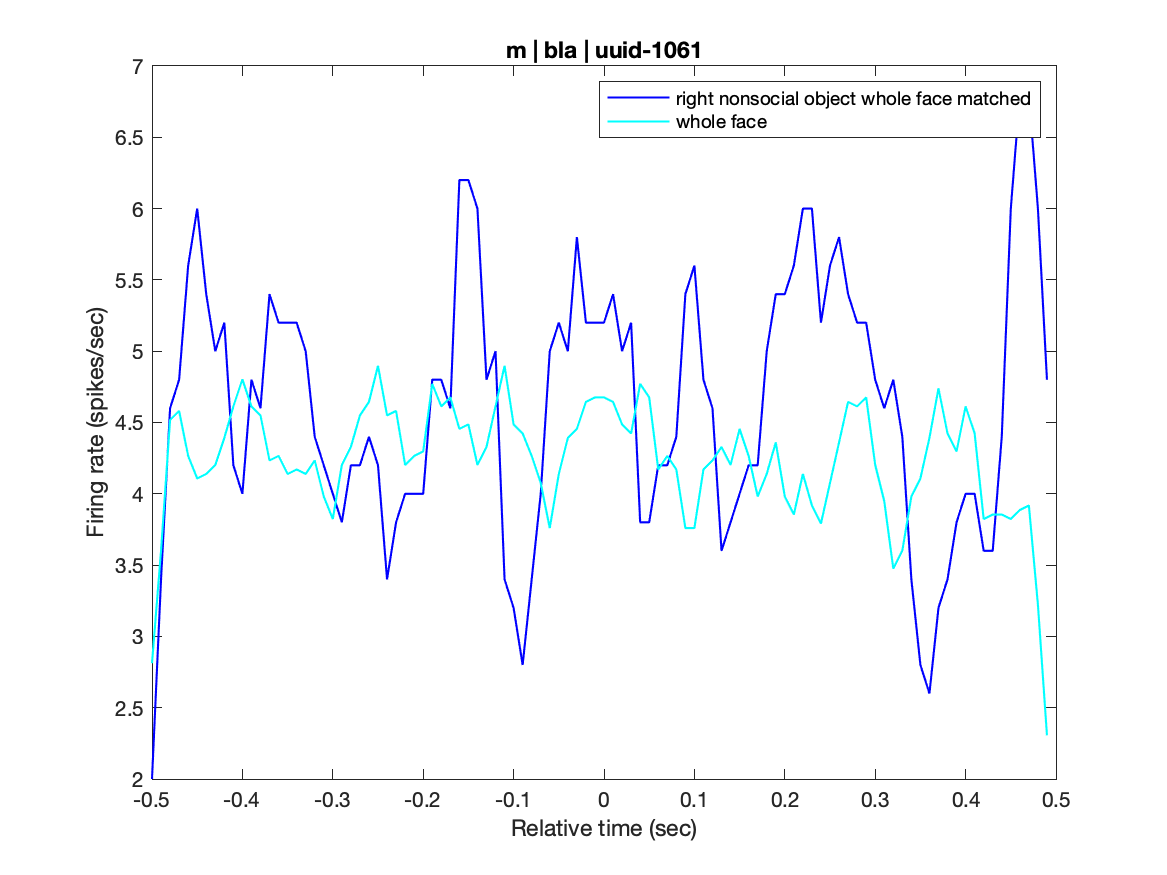 m | bla | uuid-1061
right nonsocial object whole face matched
whole face
Firing rate (spikes/sec)
7
6.5
6
5.5
5
4.5
4
3.5
3
2.5
2
-0.5 -0.4 -0.3 -0.2 -0.1 0 0.1 0.2 0.3 0.4 0.5
Relative time (sec)